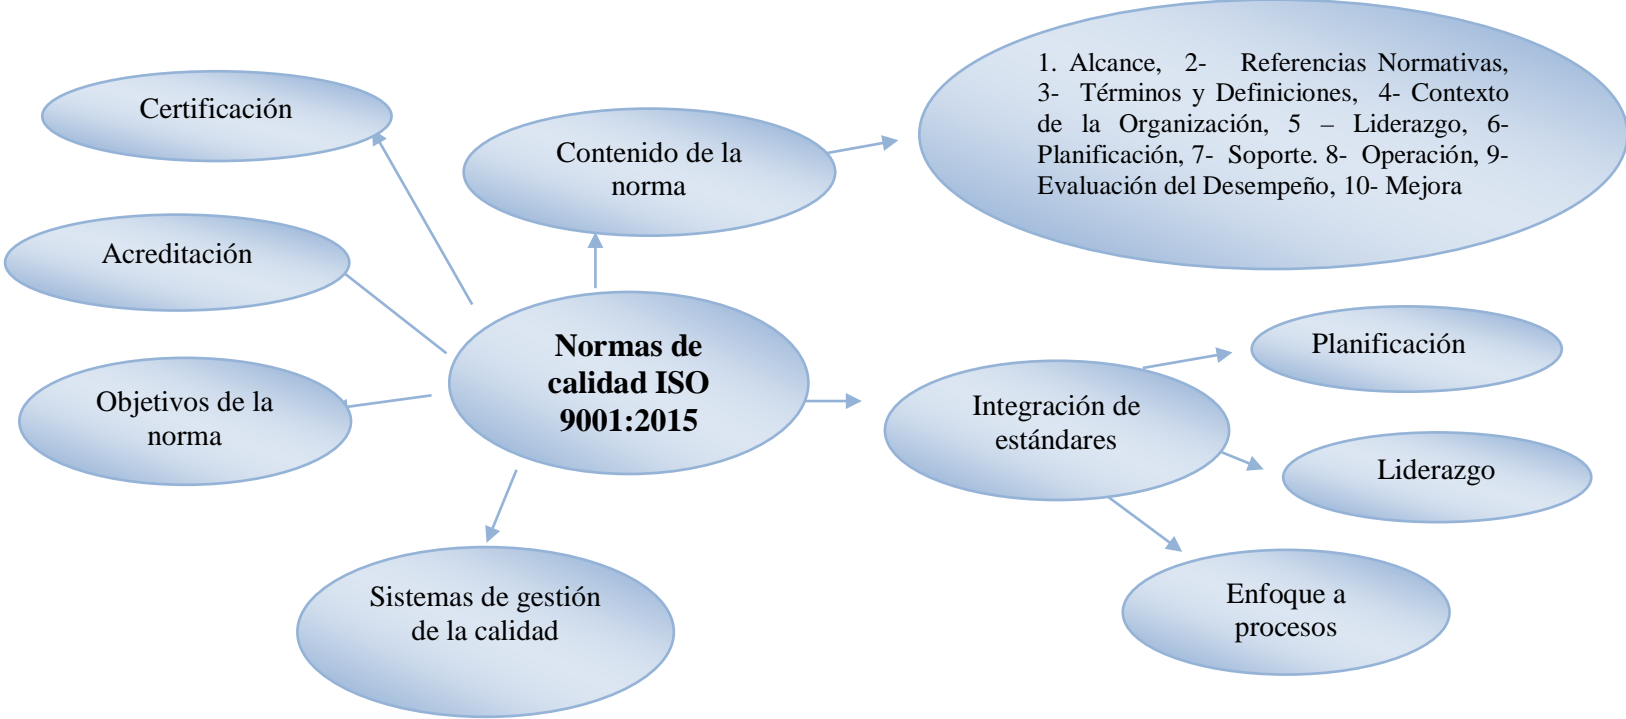 Certificación
Acreditación
Objetivos de la
norma
Contenido de la
norma
1. Alcance, 2- Referencias Normativas,
3- Términos y Definiciones, 4- Contexto
de la Organización, 5 – Liderazgo, 6-
Planificación, 7- Soporte. 8- Operación, 9-
Evaluación del Desempeño, 10- Mejora
Normas de
calidad ISO
9001:2015
Integración de
estándares
Planificación
Liderazgo
Enfoque a
procesos
Sistemas de gestión
de la calidad